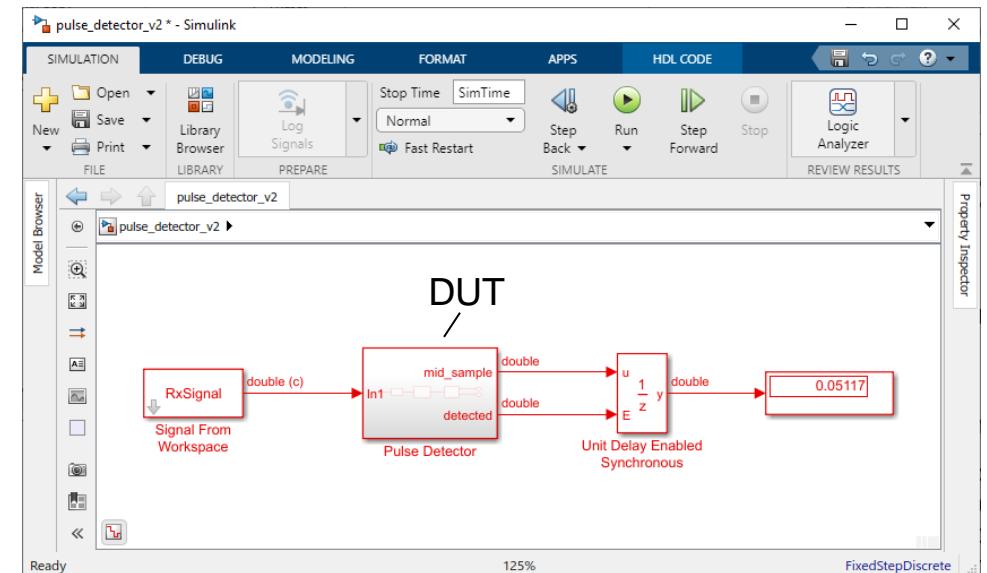 pulse_detector_v2 * - Simulink
SIMULATION DEBUG MODELING FORMAT APPS HDL CODE
New
Open
Save
Print
FILE
Library
Browser
LIBRARY
Log
Signals
PREPARE
Stop Time SimTime
Normal
Fast Restart
Step
Back
Run
Step
Forward
Stop
SIMULATE
Logic
Analyzer
REVIEW RESULTS
Model Browser
Property Inspector
pulse_detector_v2
pulse_detector_v2
DUT
RxSignal
Signal From
Workspace
double (c)
In1
mid_sample
detected
Pulse Detector
double
double
u
E
1
z
y
Unit Delay Enabled
Synchronous
double
0.05117
Ready 125% FixedStepDiscrete